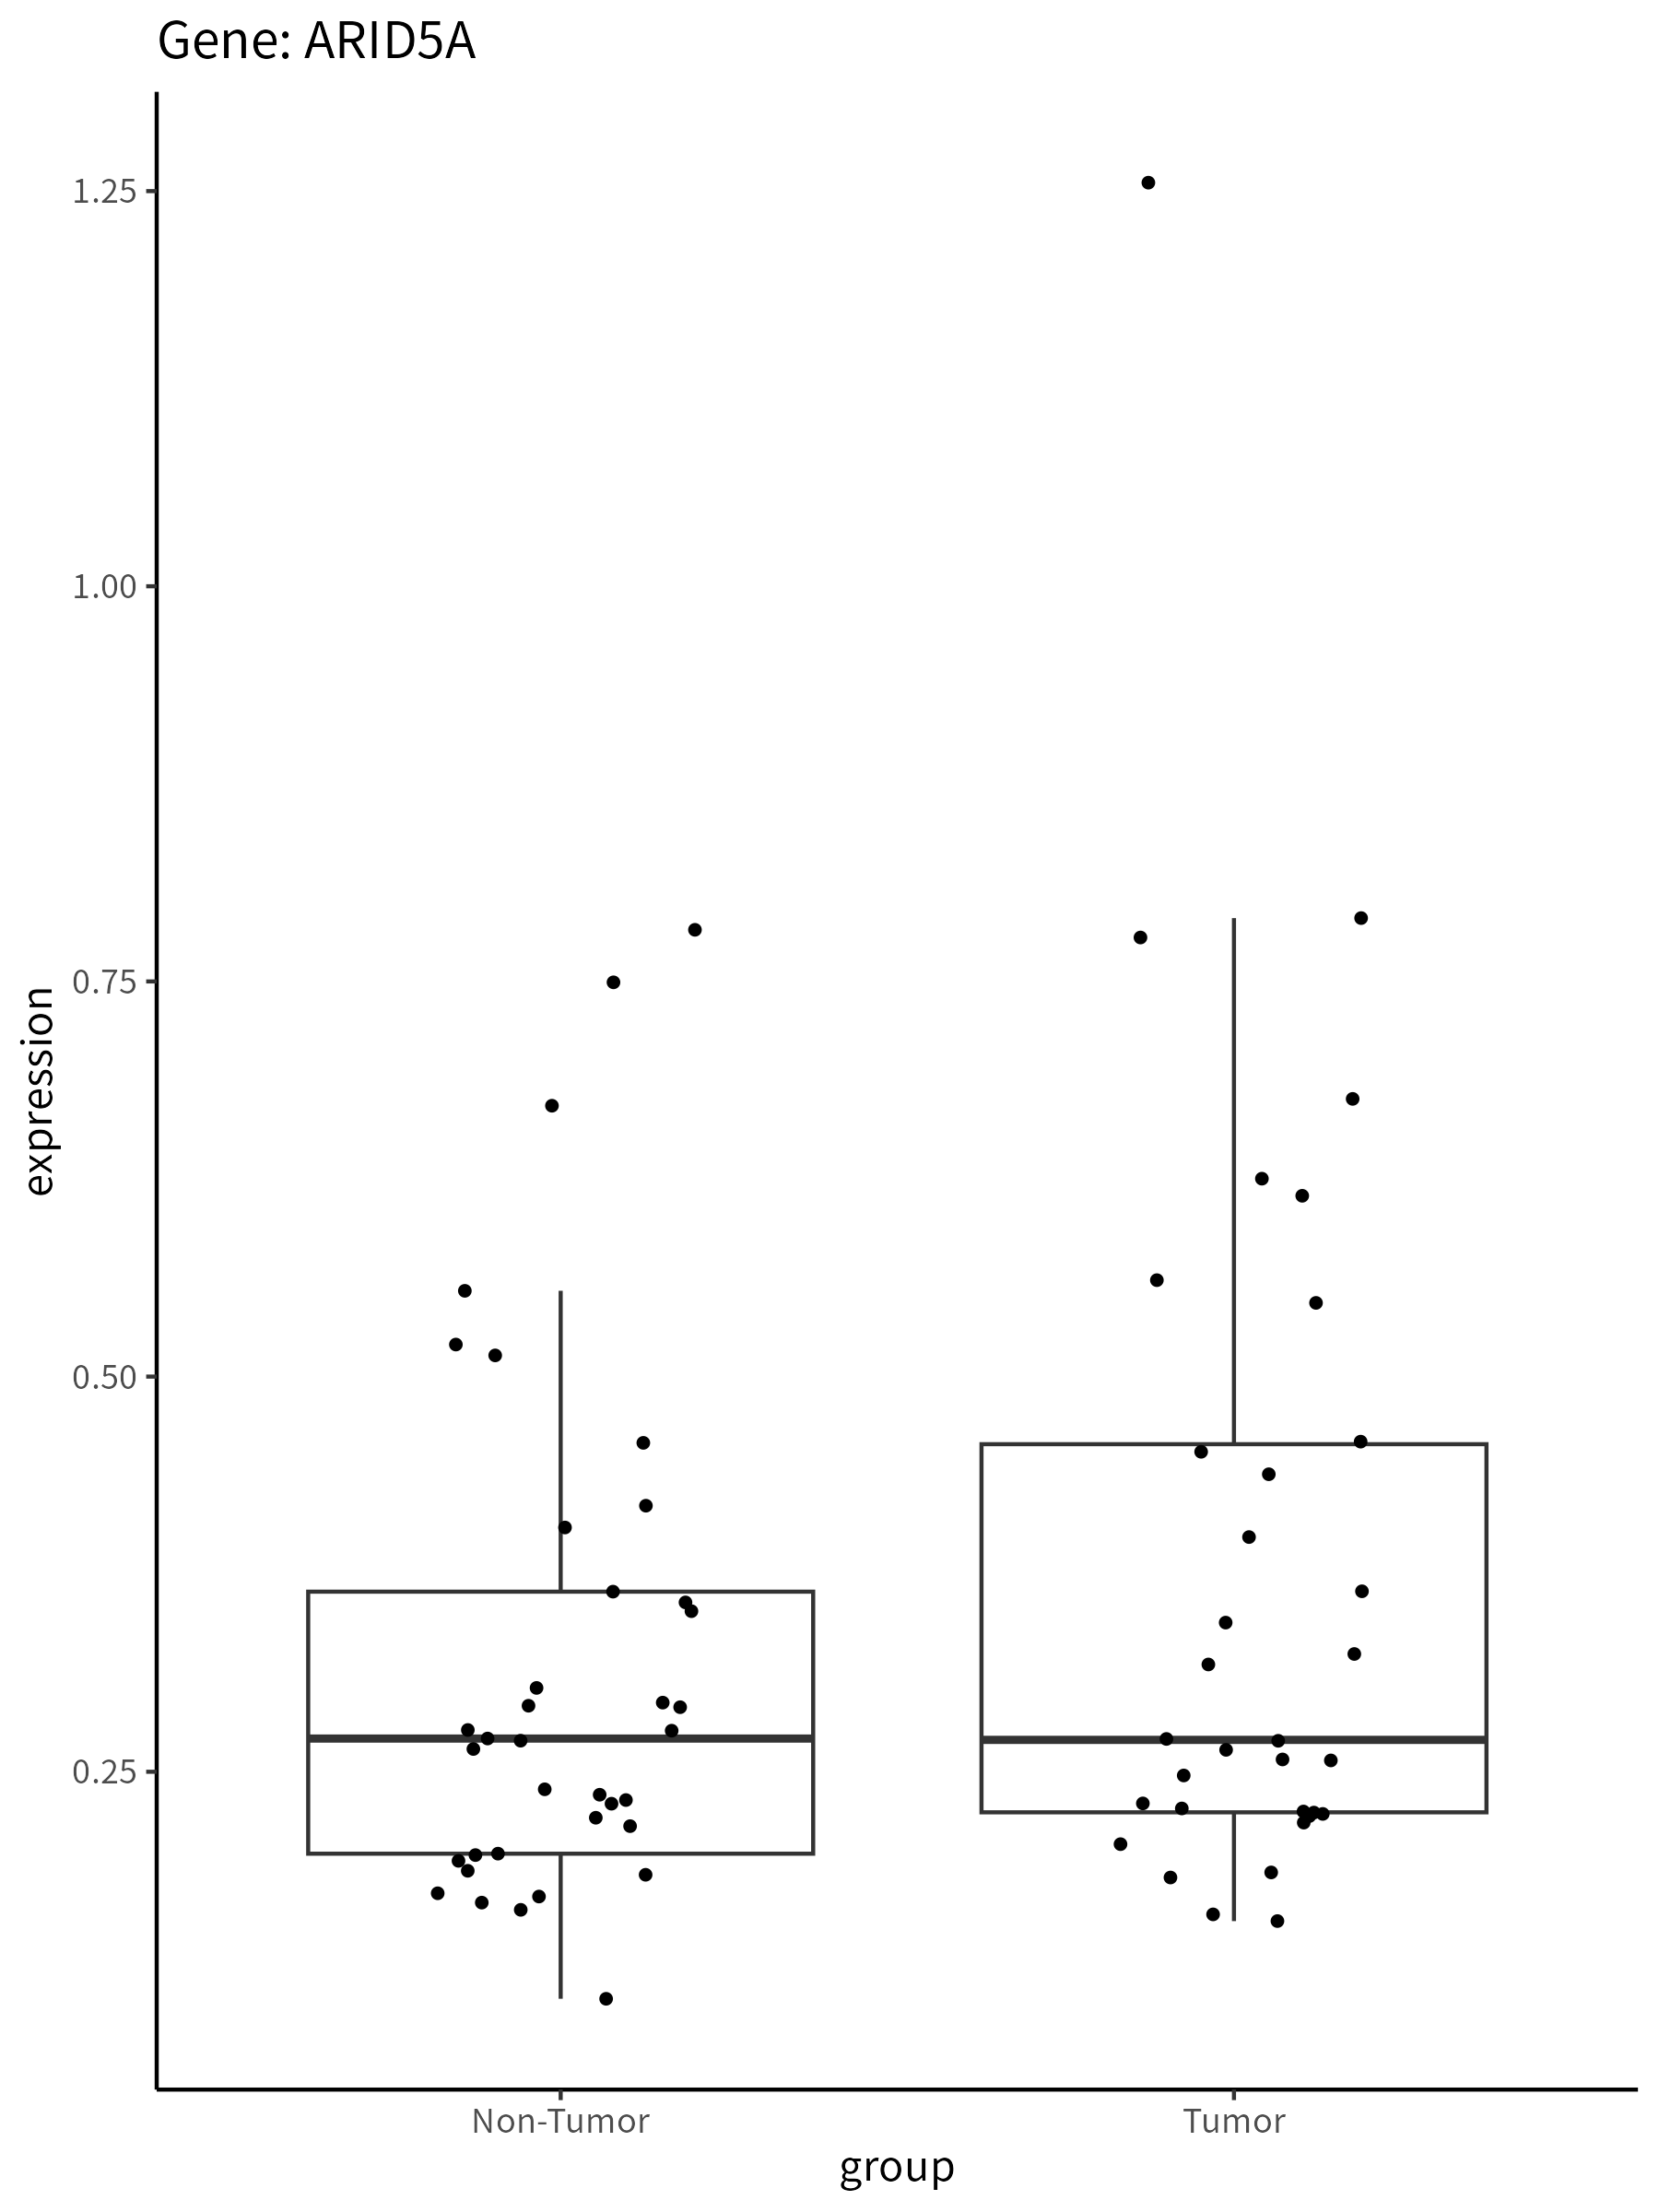 Gene: ARID5A
1.25
1.00
0.75
0.50
0.25
expression
Non-Tumor
Tumor
group